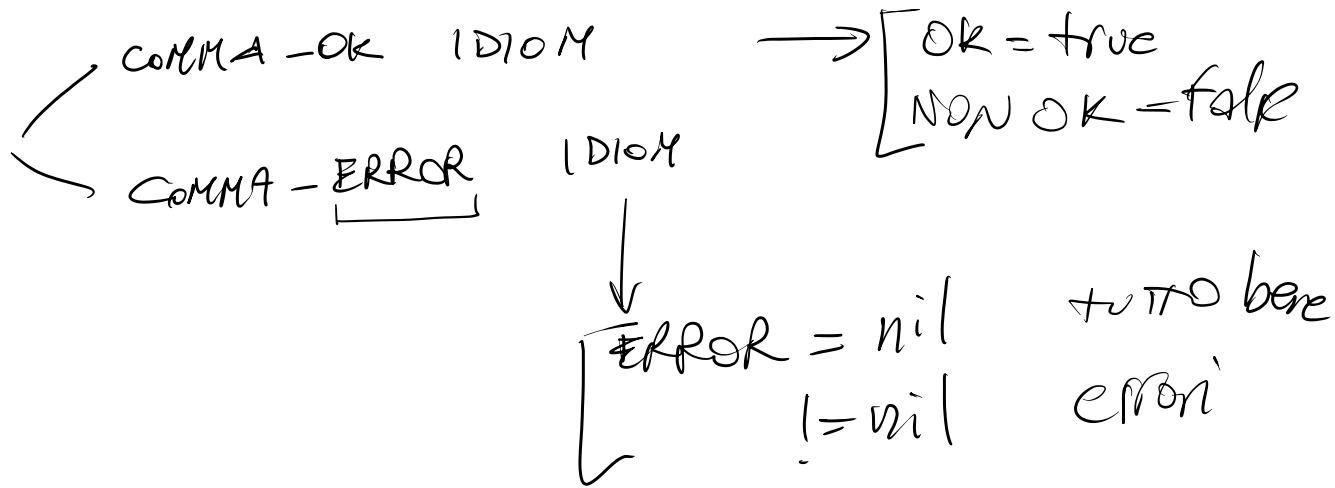 COMMA-OK IDIOM → OK = true
NON OK = false
COMMA-ERROR IDIOM
ERROR = nil tutto bene
!= nil errori